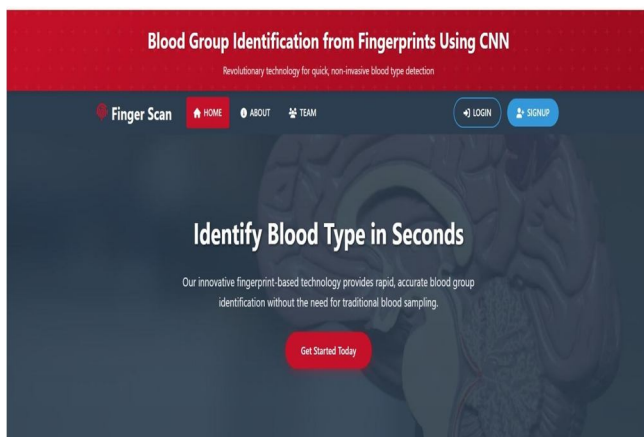 Blood Group Identification from Fingerprints Using CNN
Revolutionary technology for quick, non-invasive blood type detection
Finger Scan HOME ABOUT TEAM LOGIN SIGNUP
Identify Blood Type in Seconds
Our innovative fingerprint-based technology provides rapid, accurate blood group
identification without the need for traditional blood sampling.
Get Started Today